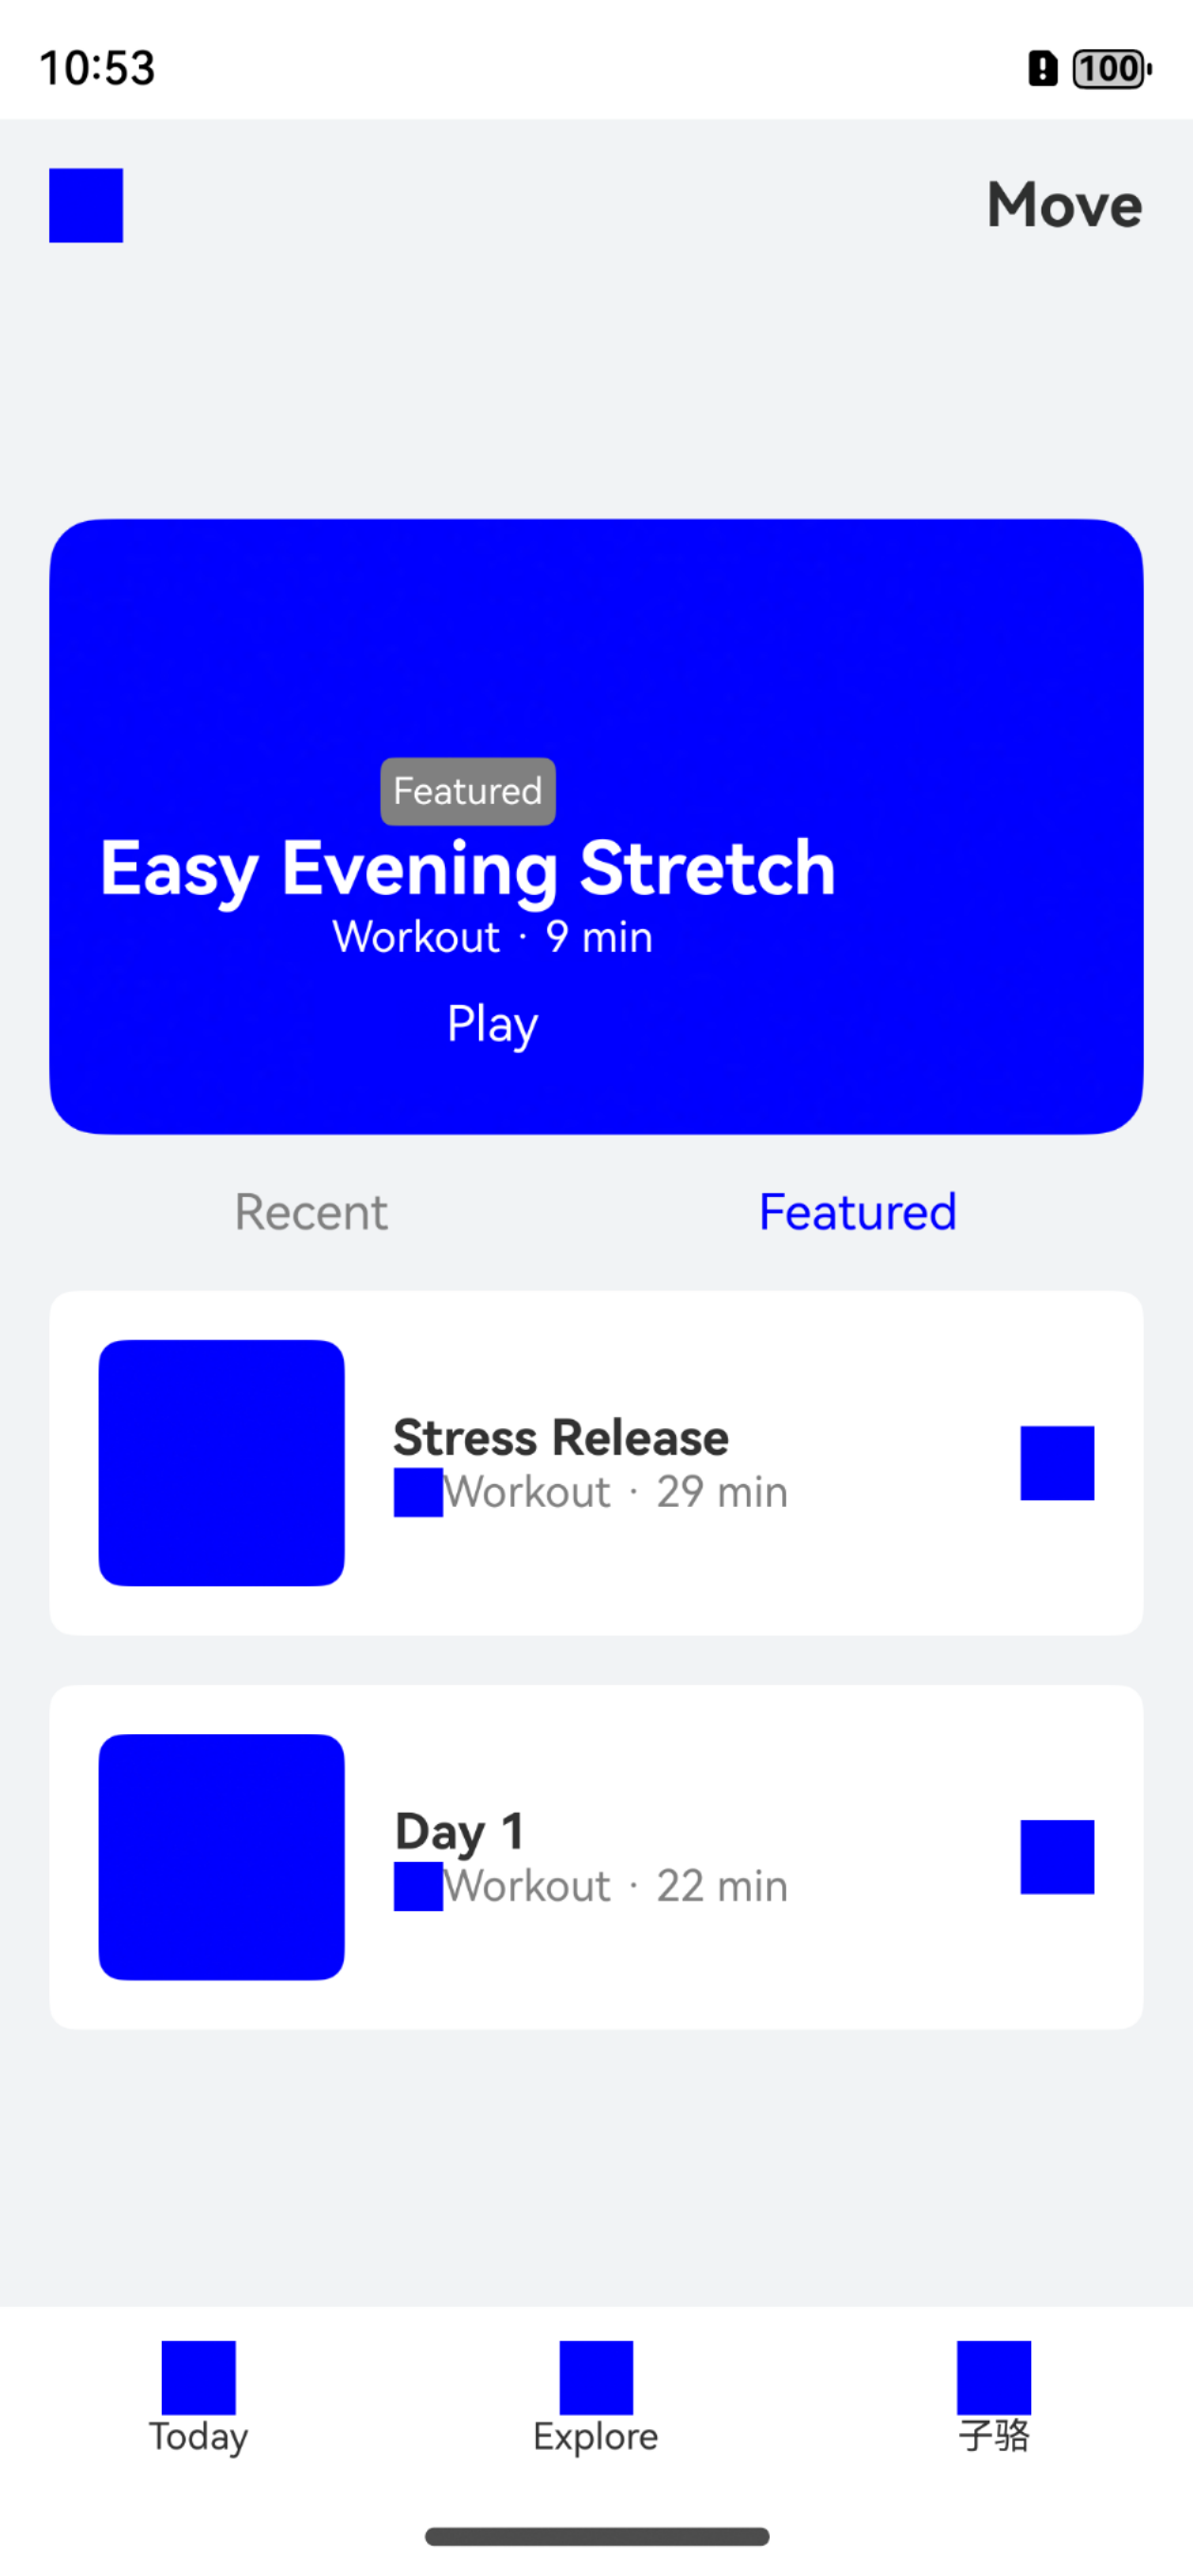 10:53
100
Move
Featured
Easy Evening Stretch
Workout · 9 min
Play
Recent
Featured
Stress Release
Workout · 29 min
Day 1
Workout · 22 min
Today
Explore
子骆